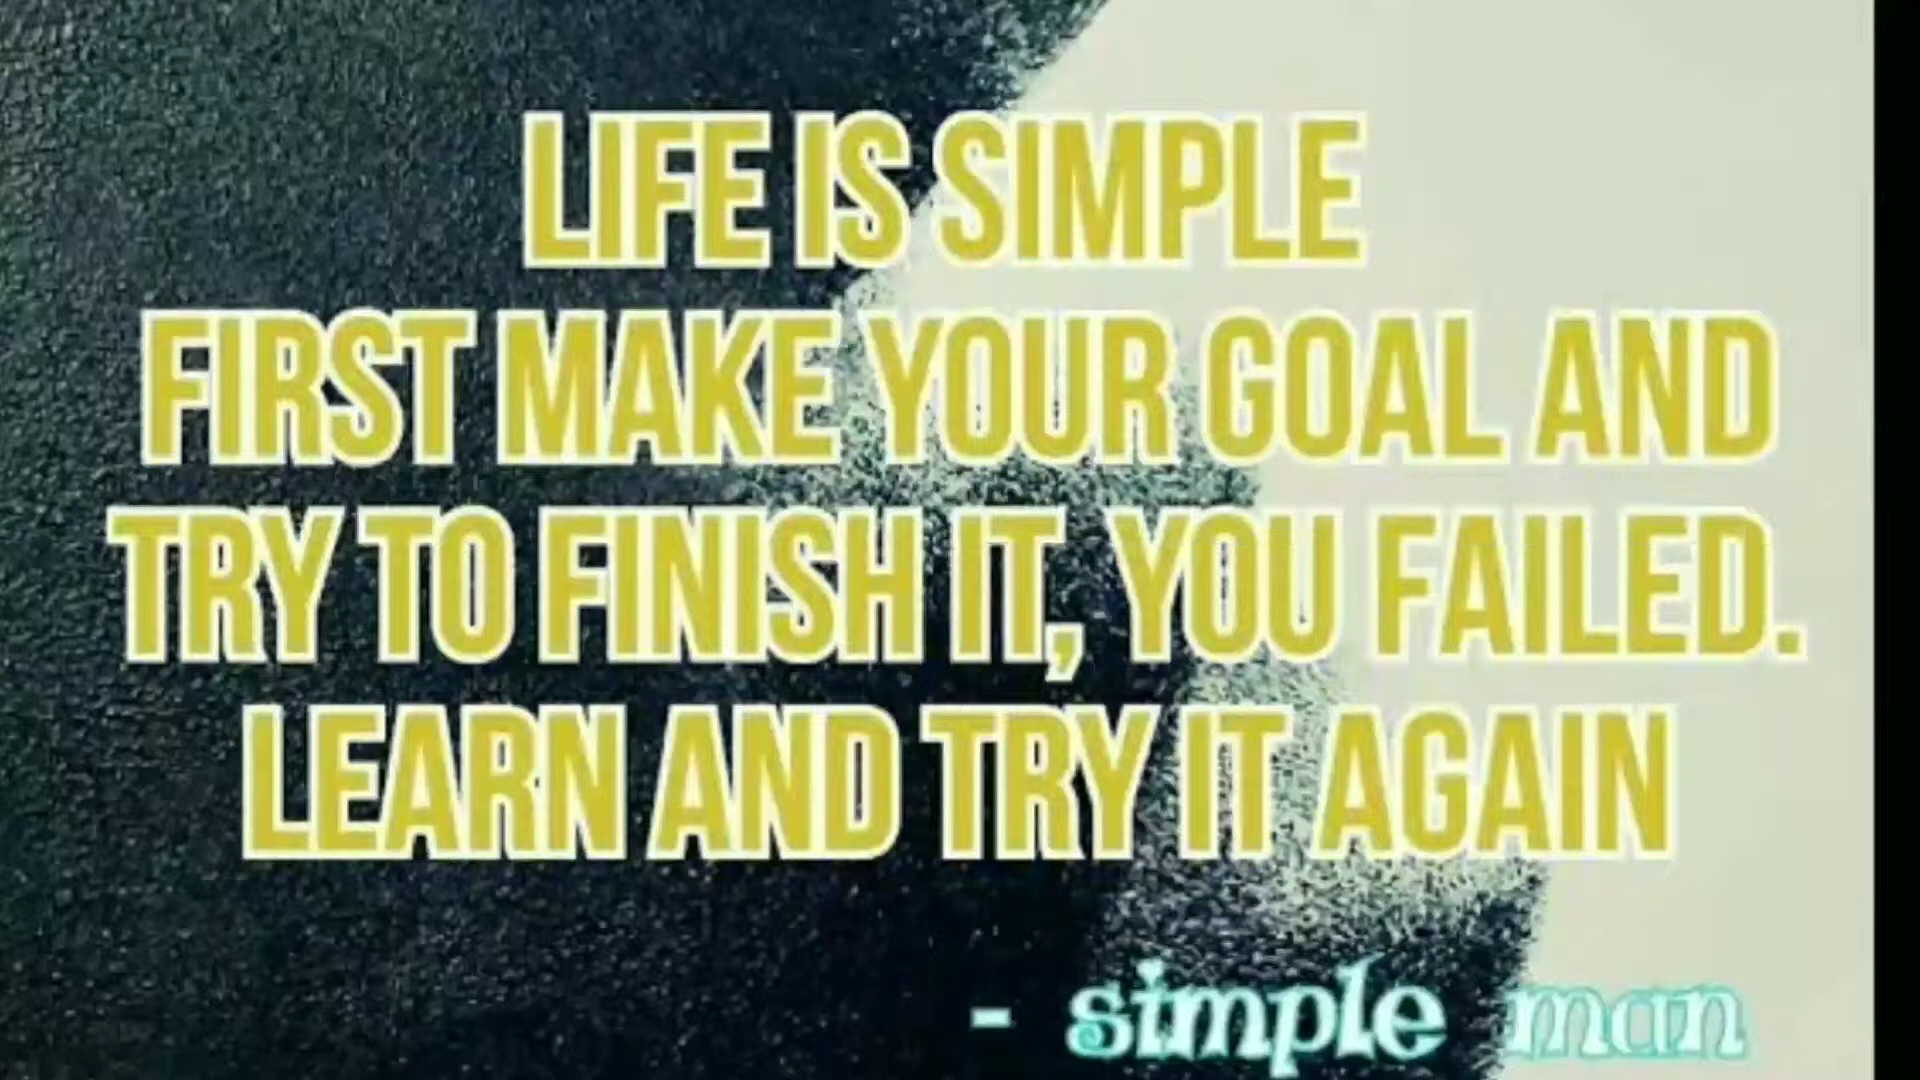 LIFE IS SIMPLE
FIRST MAKE YOUR GOAL AND
TRY TO FINISH IT, YOU FAILED.
LEARN AND TRY IT AGAIN
- simple man